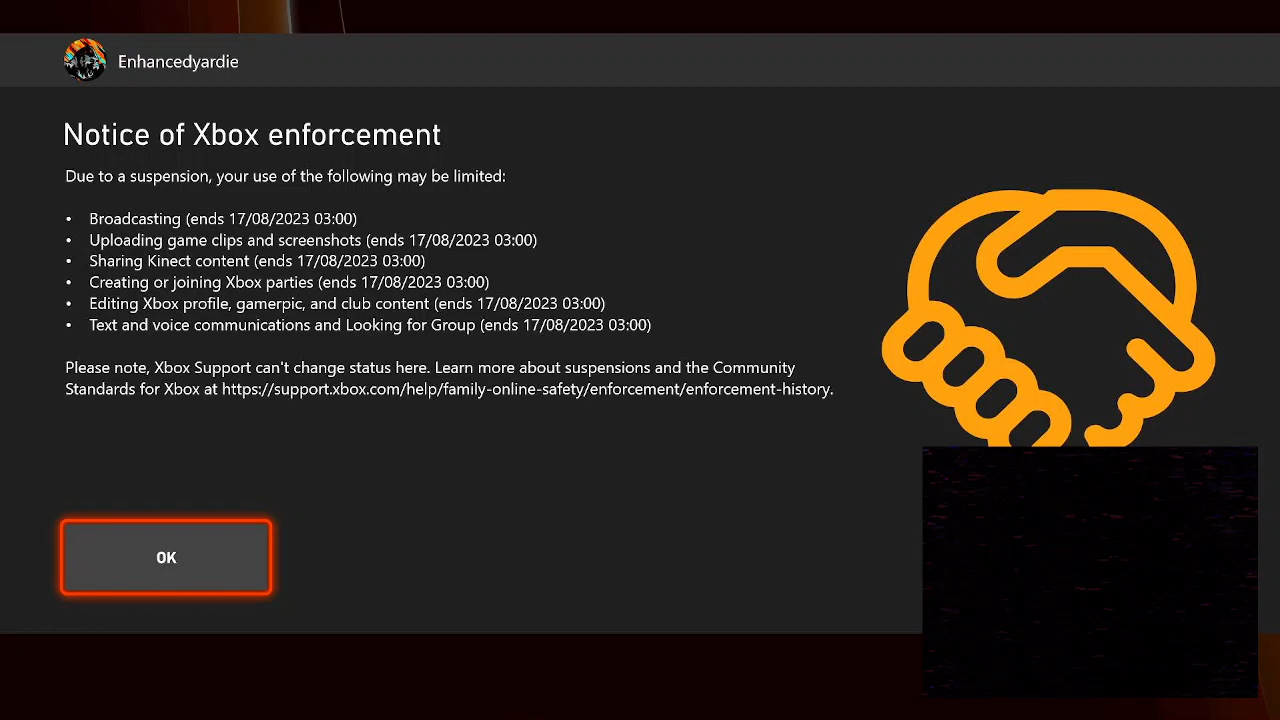 Enhancedyardie
Notice of Xbox enforcement
Due to a suspension, your use of the following may be limited:
• Broadcasting (ends 17/08/2023 03:00)
• Uploading game clips and screenshots (ends 17/08/2023 03:00)
• Sharing Kinect content (ends 17/08/2023 03:00)
• Creating or joining Xbox parties (ends 17/08/2023 03:00)
• Editing Xbox profile, gamerpic, and club content (ends 17/08/2023 03:00)
• Text and voice communications and Looking for Group (ends 17/08/2023 03:00)
Please note, Xbox Support can't change status here. Learn more about suspensions and the Community
Standards for Xbox at https://support.xbox.com/help/family-online-safety/enforcement/enforcement-history.
OK